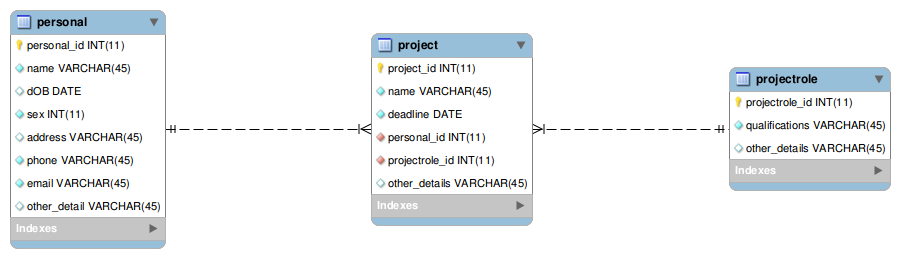 personal
personal_id INT(11)
name VARCHAR(45)
dOB DATE
sex INT(11)
address VARCHAR(45)
phone VARCHAR(45)
email VARCHAR(45)
other_detail VARCHAR(45)
Indexes
project
project_id INT(11)
name VARCHAR(45)
deadline DATE
personal_id INT(11)
projectrole_id INT(11)
other_details VARCHAR(45)
Indexes
projectrole
projectrole_id INT(11)
qualifications VARCHAR(45)
other_details VARCHAR(45)
Indexes